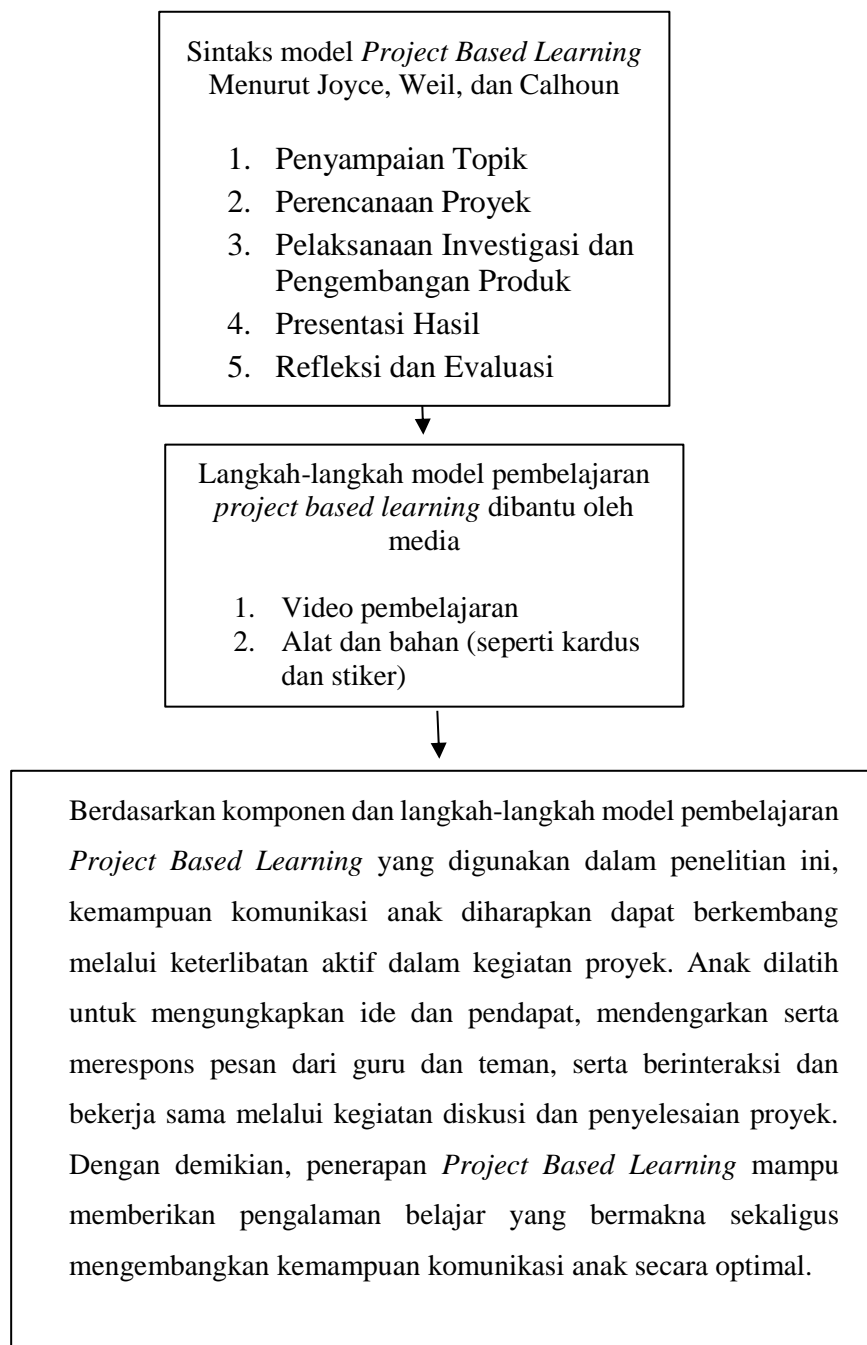 Sintaks model Project Based Learning
Menurut Joyce, Weil, dan Calhoun
1. Penyampaian Topik
2. Perencanaan Proyek
3. Pelaksanaan Investigasi dan
Pengembangan Produk
4. Presentasi Hasil
5. Refleksi dan Evaluasi
Langkah-langkah model pembelajaran
project based learning dibantu oleh
media
1. Video pembelajaran
2. Alat dan bahan (seperti kardus
dan stiker)
Berdasarkan komponen dan langkah-langkah model pembelajaran
Project Based Learning yang digunakan dalam penelitian ini,
kemampuan komunikasi anak diharapkan dapat berkembang
melalui keterlibatan aktif dalam kegiatan proyek. Anak dilatih
untuk mengungkapkan ide dan pendapat, mendengarkan serta
merespons pesan dari guru dan teman, serta berinteraksi dan
bekerja sama melalui kegiatan diskusi dan penyelesaian proyek.
Dengan demikian, penerapan Project Based Learning mampu
memberikan pengalaman belajar yang bermakna sekaligus
mengembangkan kemampuan komunikasi anak secara optimal.